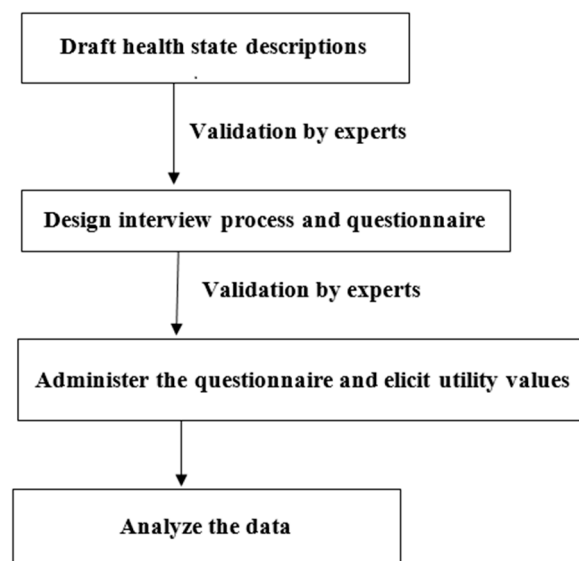 Draft health state descriptions
Validation by experts
Design interview process and questionnaire
Validation by experts
Administer the questionnaire and elicit utility values
Analyze the data